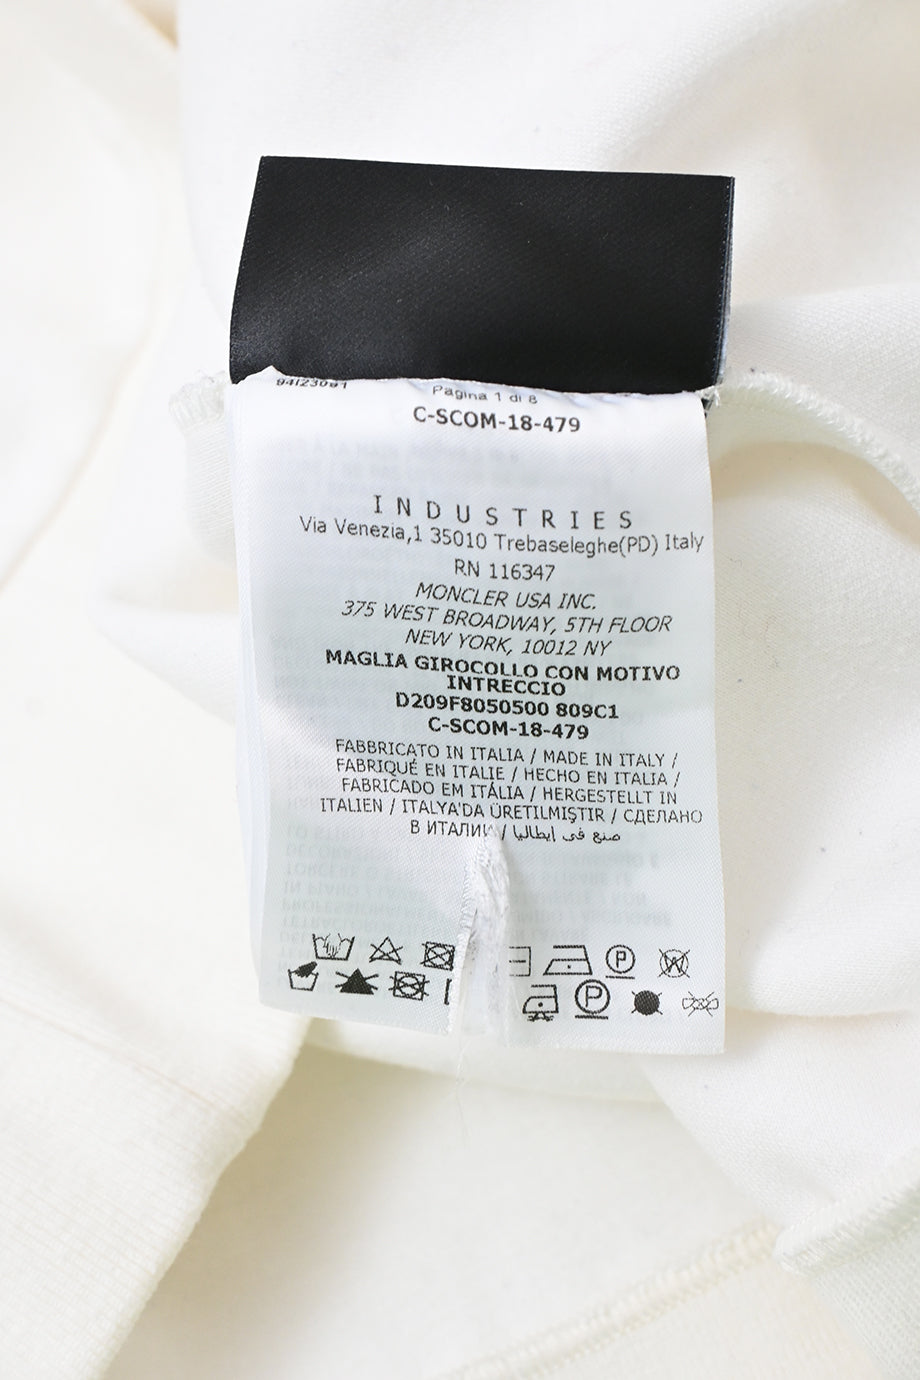 94I23091
Pagina 1 di 8
C-SCOM-18-479
INDUSTRIES
Via Venezia,1 35010 Trebaseleghe(PD) Italy
RN 116347
MONCLER USA INC.
375 WEST BROADWAY, 5TH FLOOR
NEW YORK, 10012 NY
MAGLIA GIROCOLLO CON MOTIVO
INTRECCIO
D209F8050500 809C1
C-SCOM-18-479
FABBRICATO IN ITALIA / MADE IN ITALY /
FABRIQUÉ EN ITALIE / HECHO EN ITALIA /
FABRICADO EM ITÁLIA / HERGESTELLT IN
ITALIEN / ITALYA'DA ÜRETILMIŞTIR / СДЕЛАНО
В ИТАЛИИ / صنع في إيطاليا